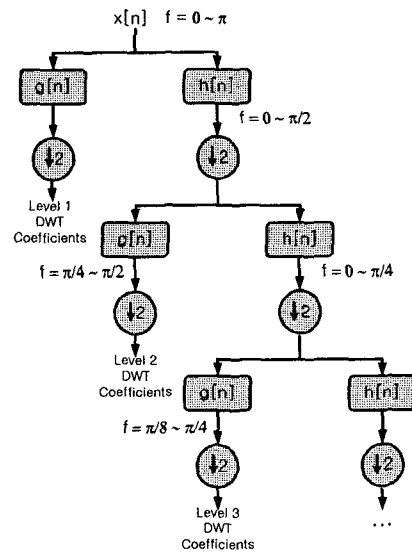 x[n] f = 0 ~ π
g[n] h[n]
f = 0 ~ π/2
↓2 ↓2
Level 1
DWT
Coefficients
g[n] h[n]
f = π/4 ~ π/2 f = 0 ~ π/4
↓2 ↓2
Level 2
DWT
Coefficients
g[n] h[n]
f = π/8 ~ π/4
↓2 ↓2
Level 3
DWT
Coefficients
...